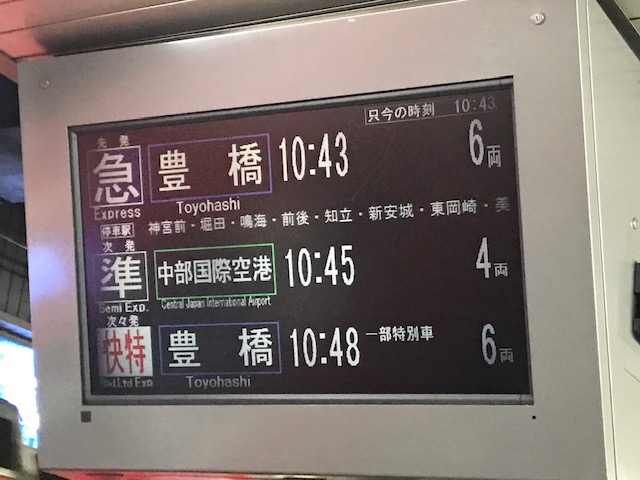 只今の時刻 10:43
先発
急 豊橋 10:43 6両
Express Toyohashi
停車駅 神宮前・堀田・鳴海・前後・知立・新安城・東岡崎・美
次発
準 中部国際空港 10:45 4両
Semi Exp. Central Japan International Airport
次々発
快特 豊橋 10:48 一部特別車 6両
Rpd.Ltd.Exp. Toyohashi